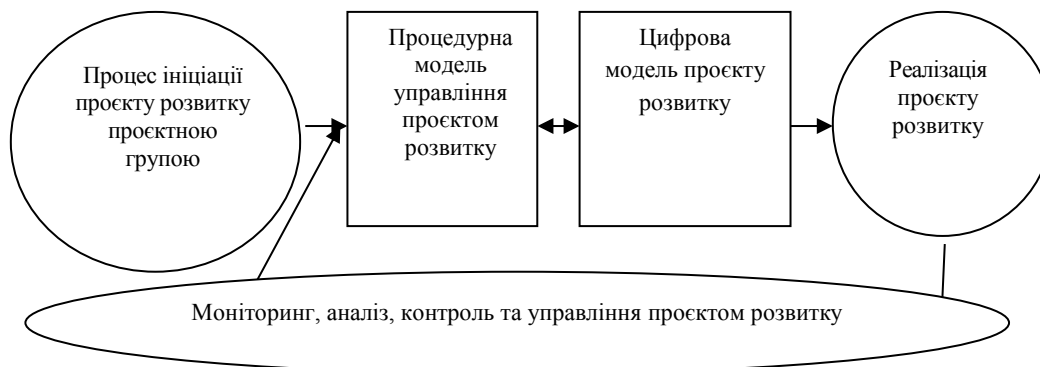 Процес ініціації
проєкту розвитку
проєктною
групою
Процедурна
модель
управління
проєктом
розвитку
Цифрова
модель проєкту
розвитку
Реалізація
проєкту
розвитку
Моніторинг, аналіз, контроль та управління проєктом розвитку